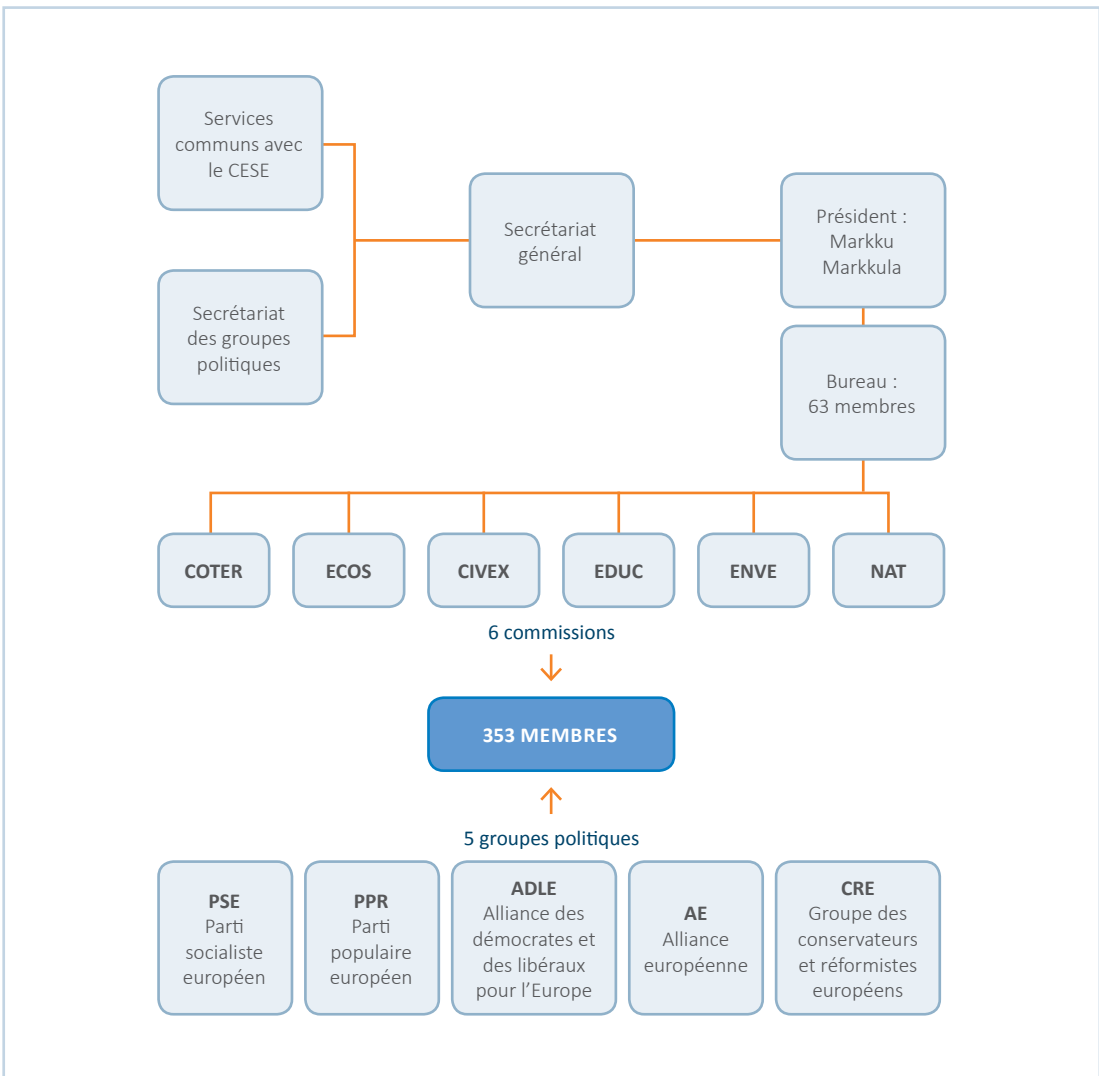 Services
communs avec
le CESE
Secrétariat
des groupes
politiques
Secrétariat
général
Président :
Markku
Markkula
Bureau :
63 membres
COTER
ECOS
CIVEX
EDUC
ENVE
NAT
6 commissions
353 MEMBRES
5 groupes politiques
PSE
Parti
socialiste
européen
PPR
Parti
populaire
européen
ADLE
Alliance des
démocrates et
des libéraux
pour l’Europe
AE
Alliance
européenne
CRE
Groupe des
conservateurs
et réformistes
européens